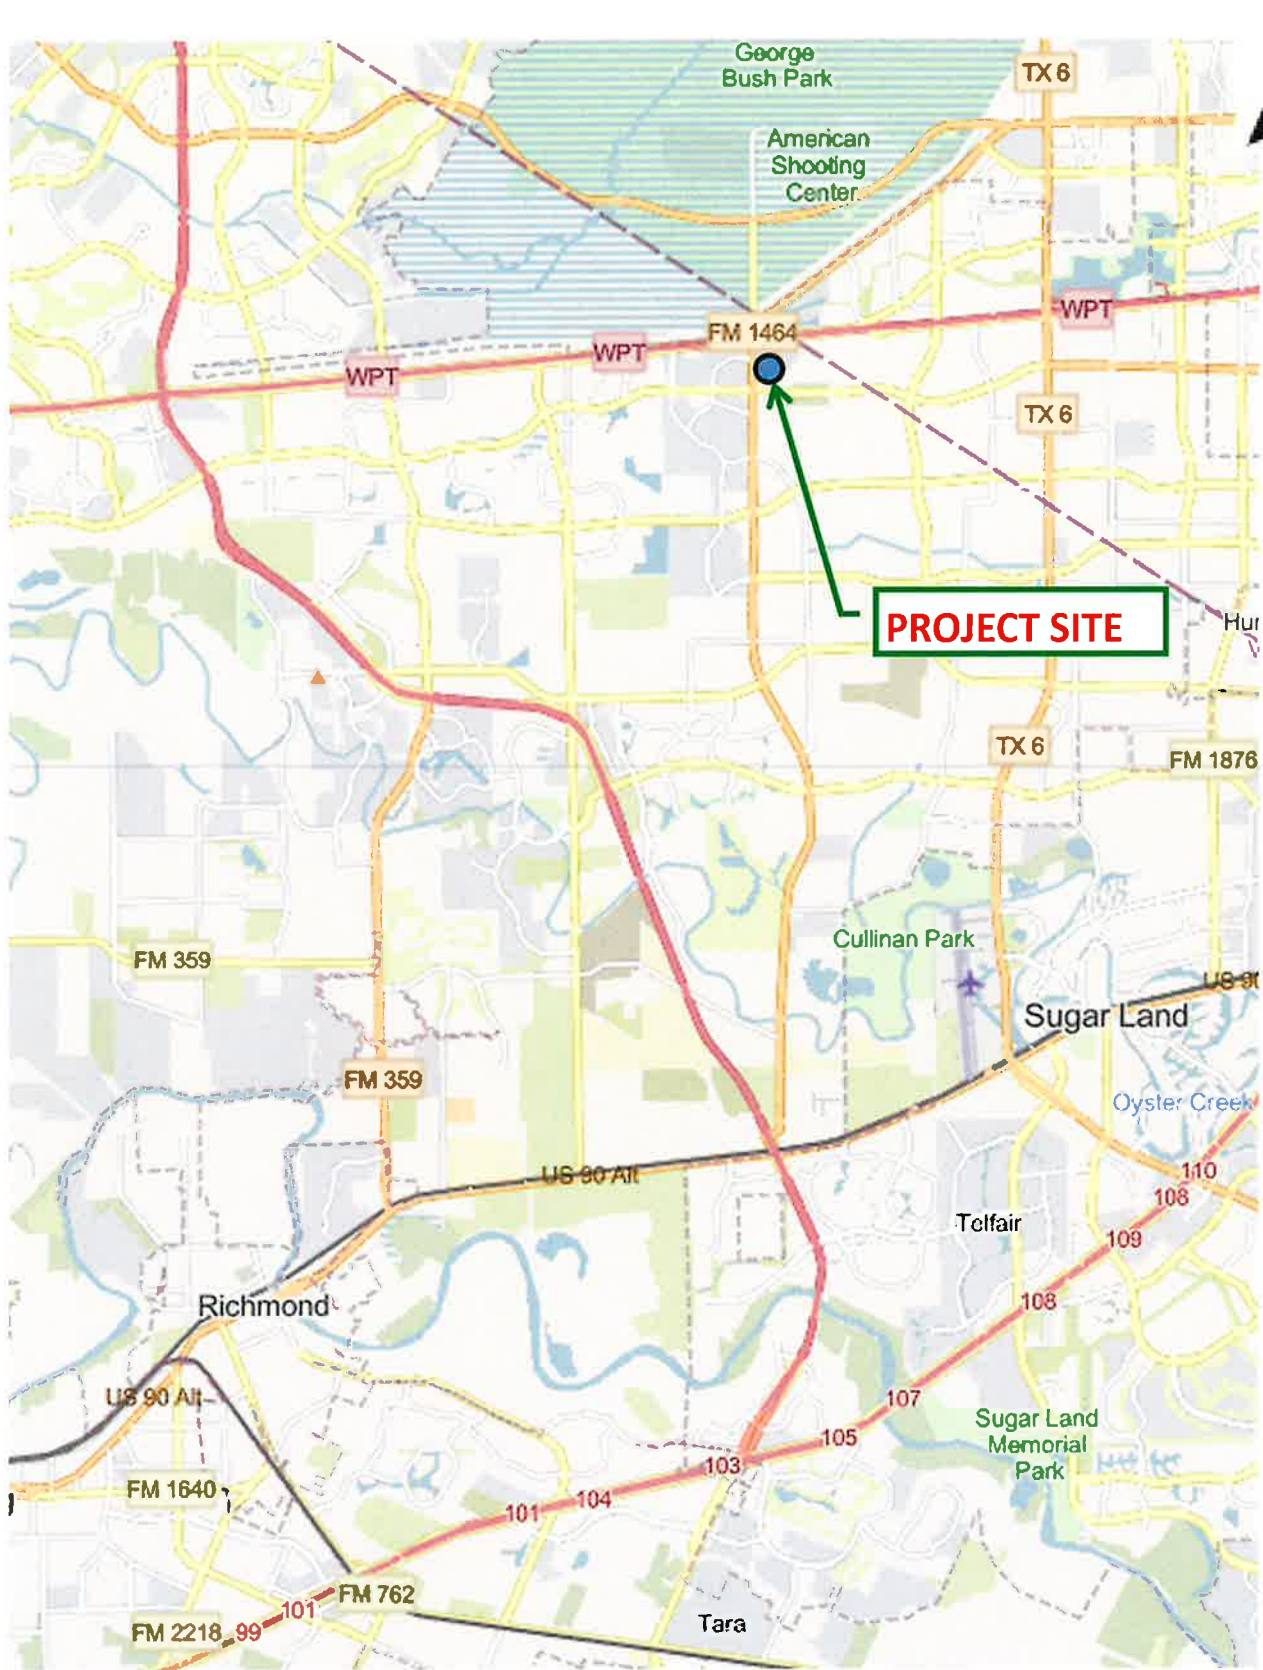 George
Bush Park
TX 6
American
Shooting
Center
WPT
FM 1464
WPT
WPT
TX 6
PROJECT SITE
TX 6
FM 1876
Cullinan Park
FM 359
Sugar Land
FM 359
Oyster Creek
US 90 Alt
110
108
Telfair
109
108
Richmond
US 90 Alt
107
Sugar Land
Memorial
Park
105
103
FM 1640
104
101
FM 762
101
99
FM 2218
Tara